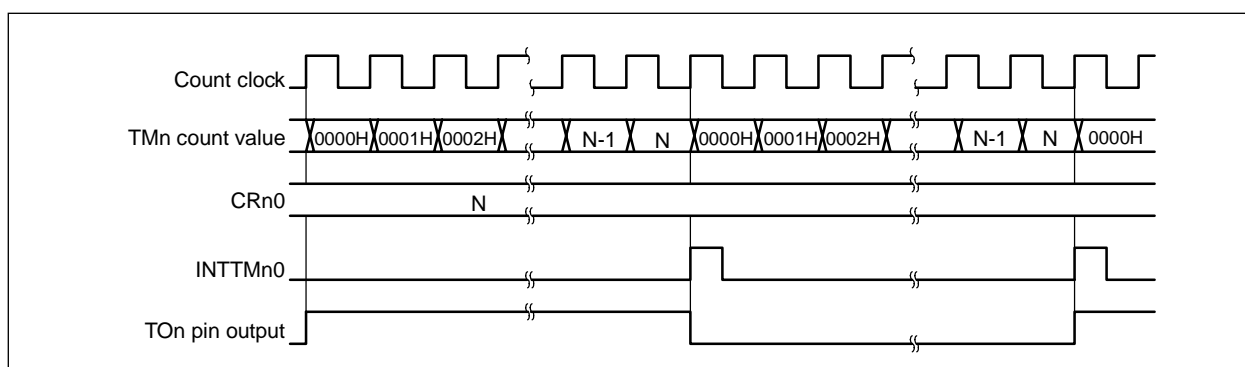 Count clock
TMn count value 0000H 0001H 0002H N-1 N 0000H 0001H 0002H N-1 N 0000H
CRn0 N
INTTMn0
TOn pin output